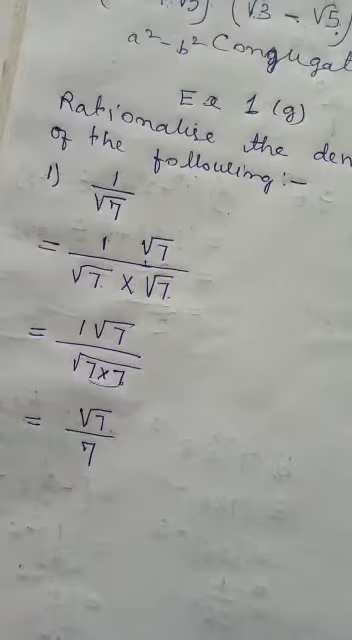 (√3 - √5)
a²-b² Conjugat
Ex 1 (g)
Rationalise the den
of the following:-
1) 1/√7
= 1 √7 / √7 × √7
= 1√7 / √7×7
= √7 / 7